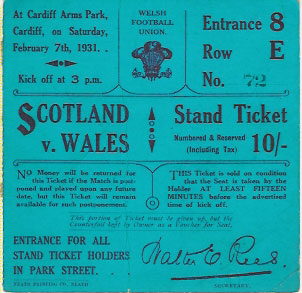 At Cardiff Arms Park,
Cardiff, on Saturday,
February 7th, 1931. .
Kick off at 3 p.m.
WELSH
FOOTBALL
UNION.
Entrance 8
Row E
No. 72
SCOTLAND
v. WALES
Stand Ticket
Numbered & Reserved
(Including Tax) 10/-
NO Money will be returned for
this Ticket if the Match is post-
poned and played upon any future
date, but this Ticket will remain
available for such postponement.
THIS Ticket is sold on condition
that the Seat is taken by the
Holder AT LEAST FIFTEEN
MINUTES before the advertised
time of kick off.
This portion of Ticket must be given up, but the
Counterfoil kept by Owner as a Voucher for Seat.
ENTRANCE FOR ALL
STAND TICKET HOLDERS
IN PARK STREET.
Walter E. Rees.
SECRETARY.
NEATH PRINTING CO. NEATH